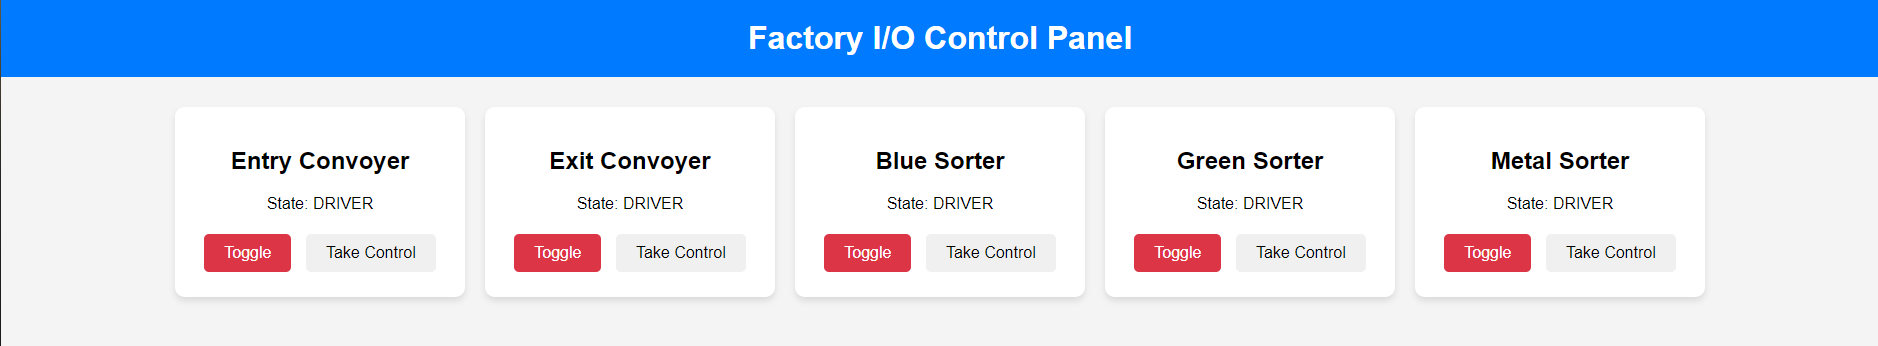 Factory I/O Control Panel
Entry Convoyer
State: DRIVER
Toggle Take Control
Exit Convoyer
State: DRIVER
Toggle Take Control
Blue Sorter
State: DRIVER
Toggle Take Control
Green Sorter
State: DRIVER
Toggle Take Control
Metal Sorter
State: DRIVER
Toggle Take Control